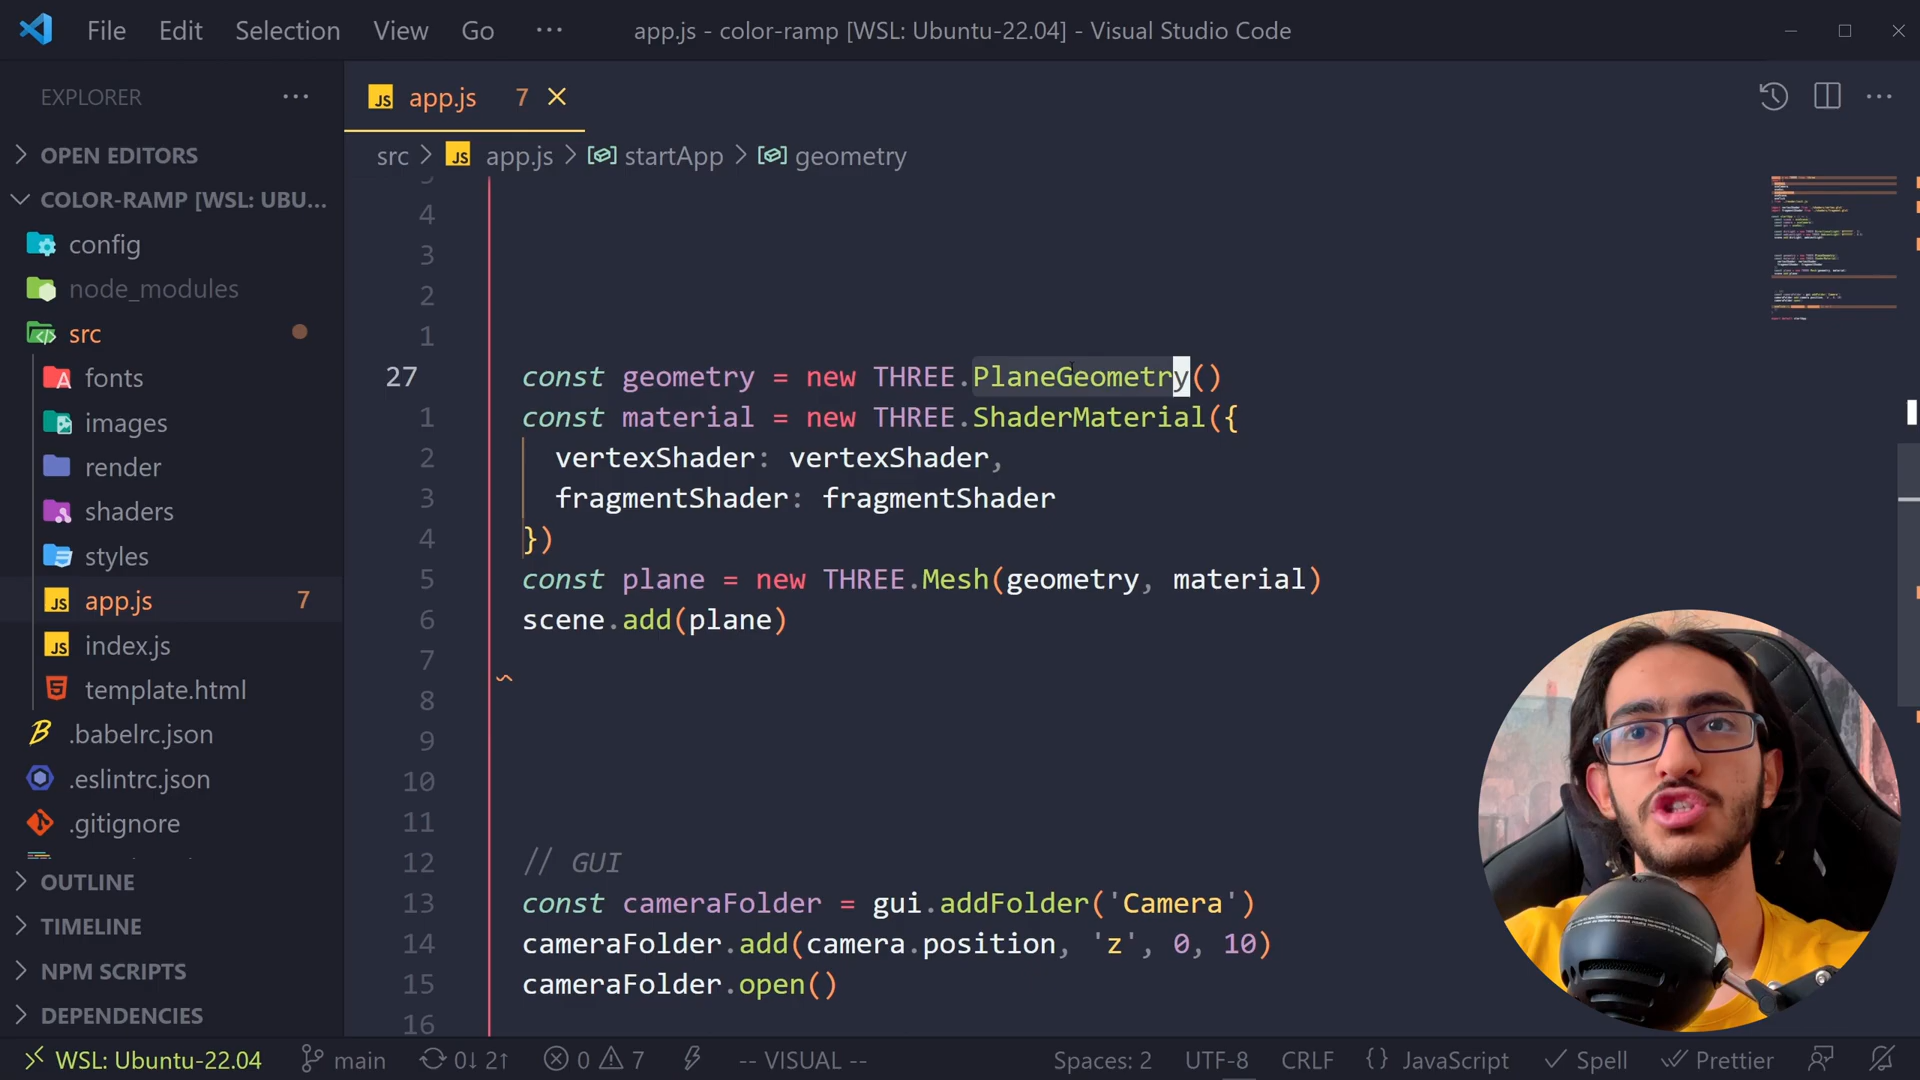 File Edit Selection View Go ··· app.js - color-ramp [WSL: Ubuntu-22.04] - Visual Studio Code
EXPLORER ···
OPEN EDITORS
COLOR-RAMP [WSL: UBU...
config
node_modules
src
fonts
images
render
shaders
styles
JS app.js 7
JS index.js
template.html
.babelrc.json
.eslintrc.json
.gitignore
OUTLINE
TIMELINE
NPM SCRIPTS
DEPENDENCIES
JS app.js 7
src > JS app.js > startApp > geometry
4
3
2
1
27 const geometry = new THREE.PlaneGeometry()
1 const material = new THREE.ShaderMaterial({
2 vertexShader: vertexShader,
3 fragmentShader: fragmentShader
4 })
5 const plane = new THREE.Mesh(geometry, material)
6 scene.add(plane)
7
8
9
10
11
12 // GUI
13 const cameraFolder = gui.addFolder('Camera')
14 cameraFolder.add(camera.position, 'z', 0, 10)
15 cameraFolder.open()
16
WSL: Ubuntu-22.04 main 0↓ 2↑ 0 7 -- VISUAL -- Spaces: 2 UTF-8 CRLF {} JavaScript Spell Prettier